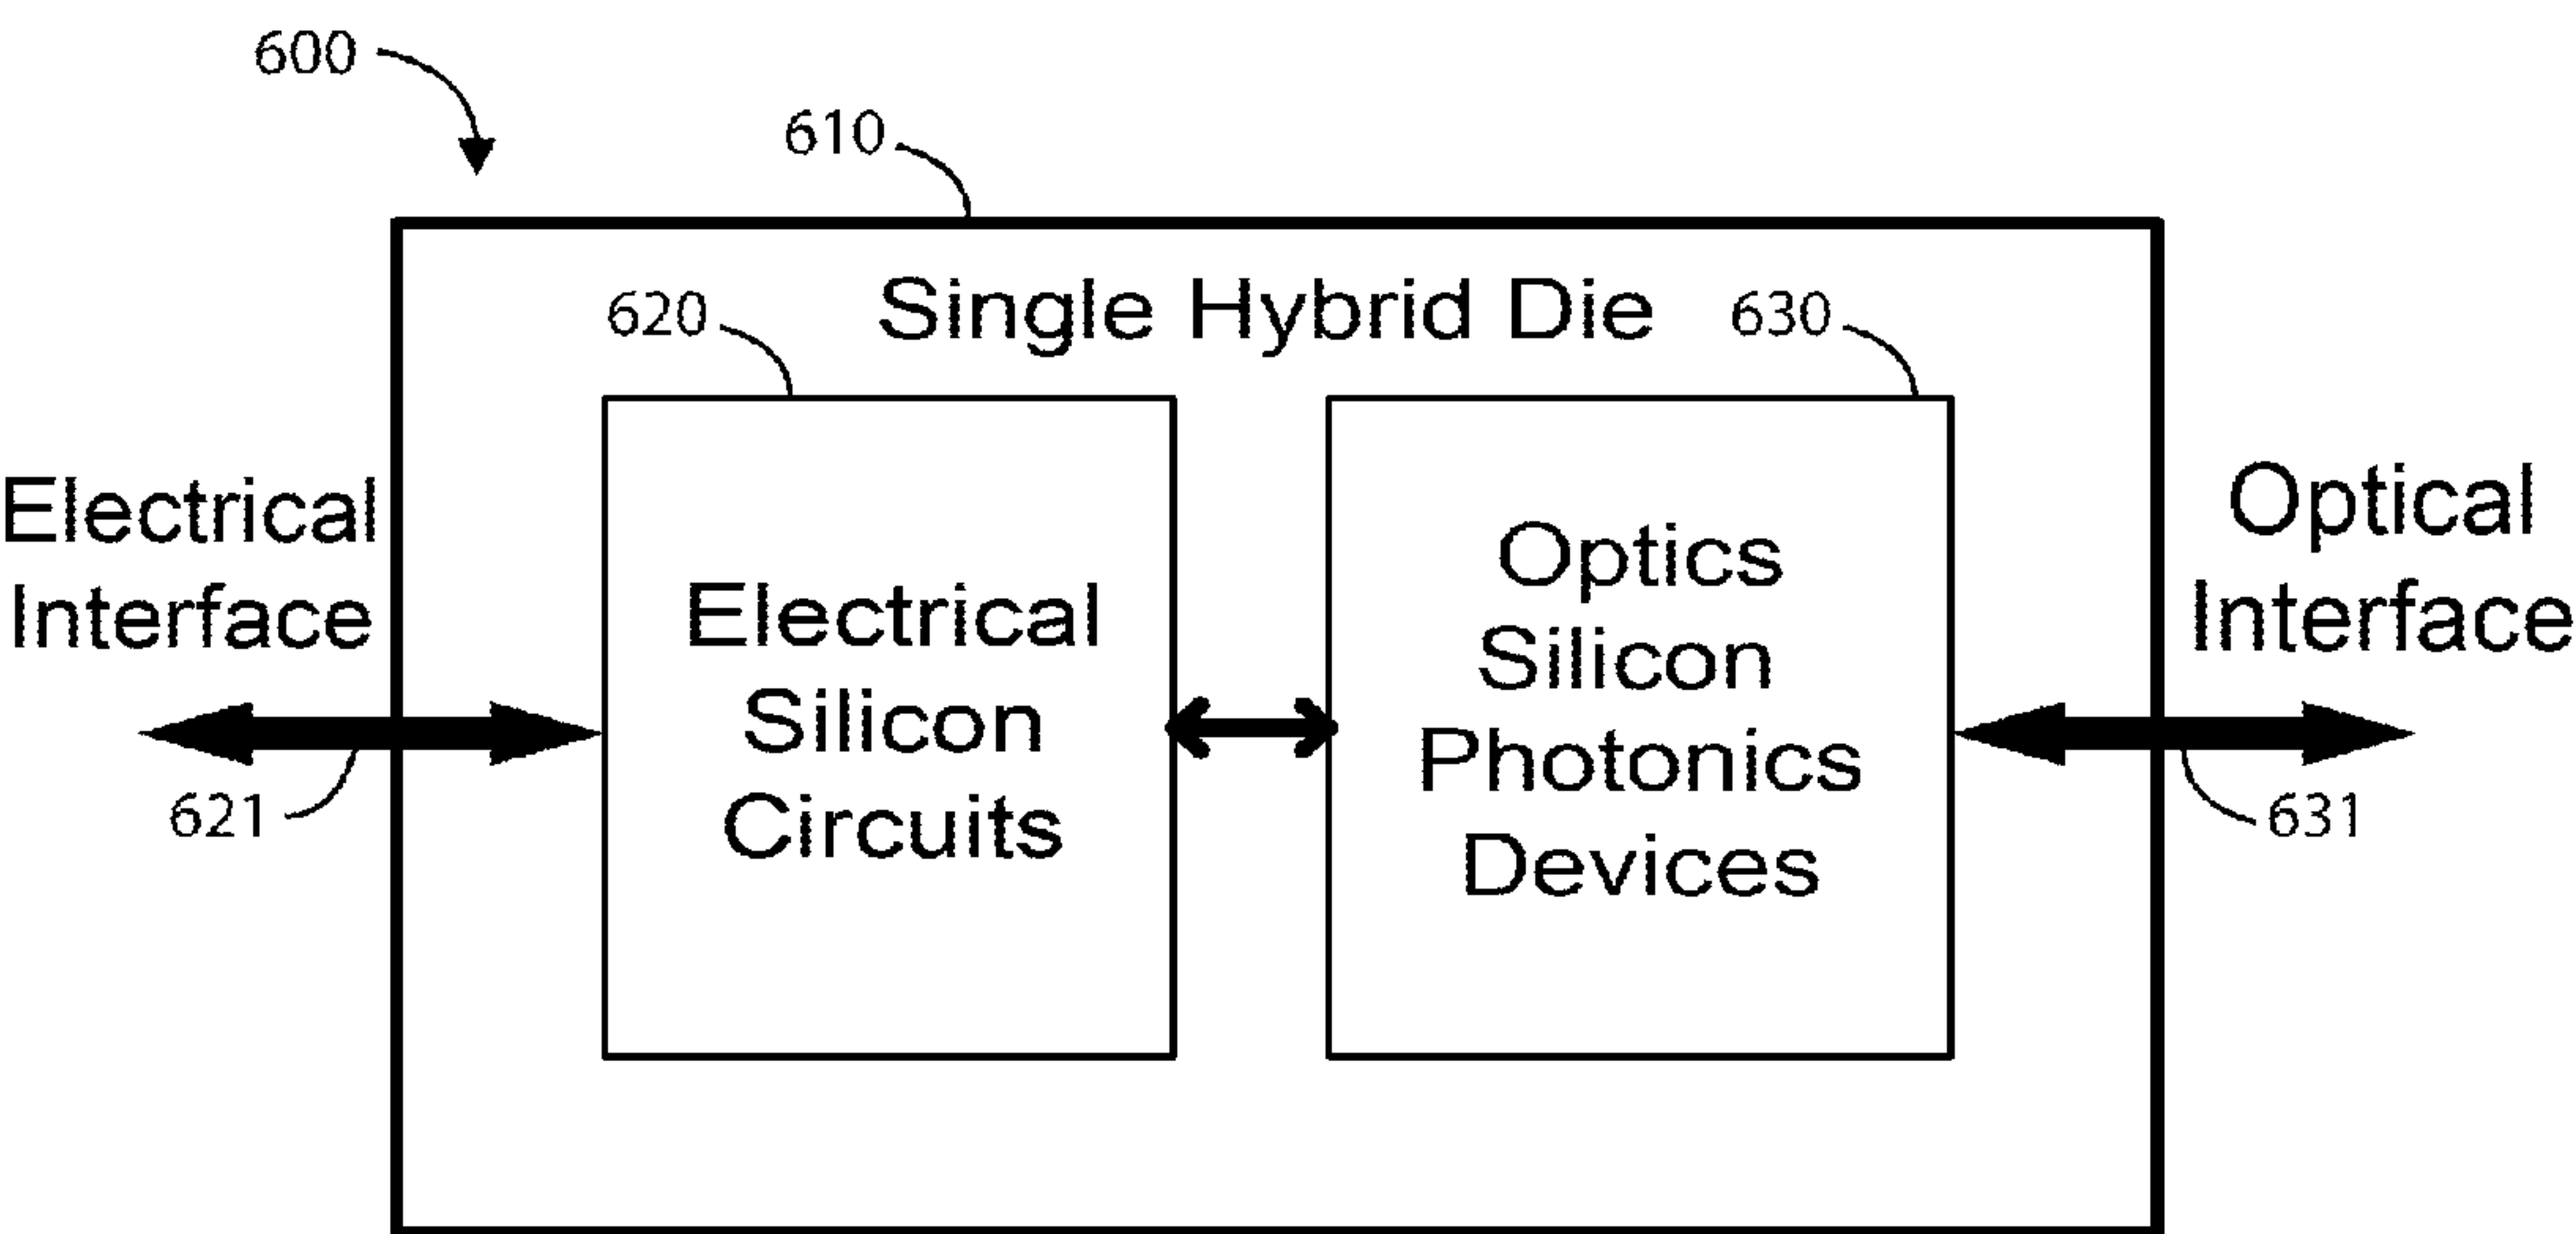 600
610
Single Hybrid Die
620
630
Electrical
Interface
621
Electrical
Silicon
Circuits
Optics
Silicon
Photonics
Devices
Optical
Interface
631